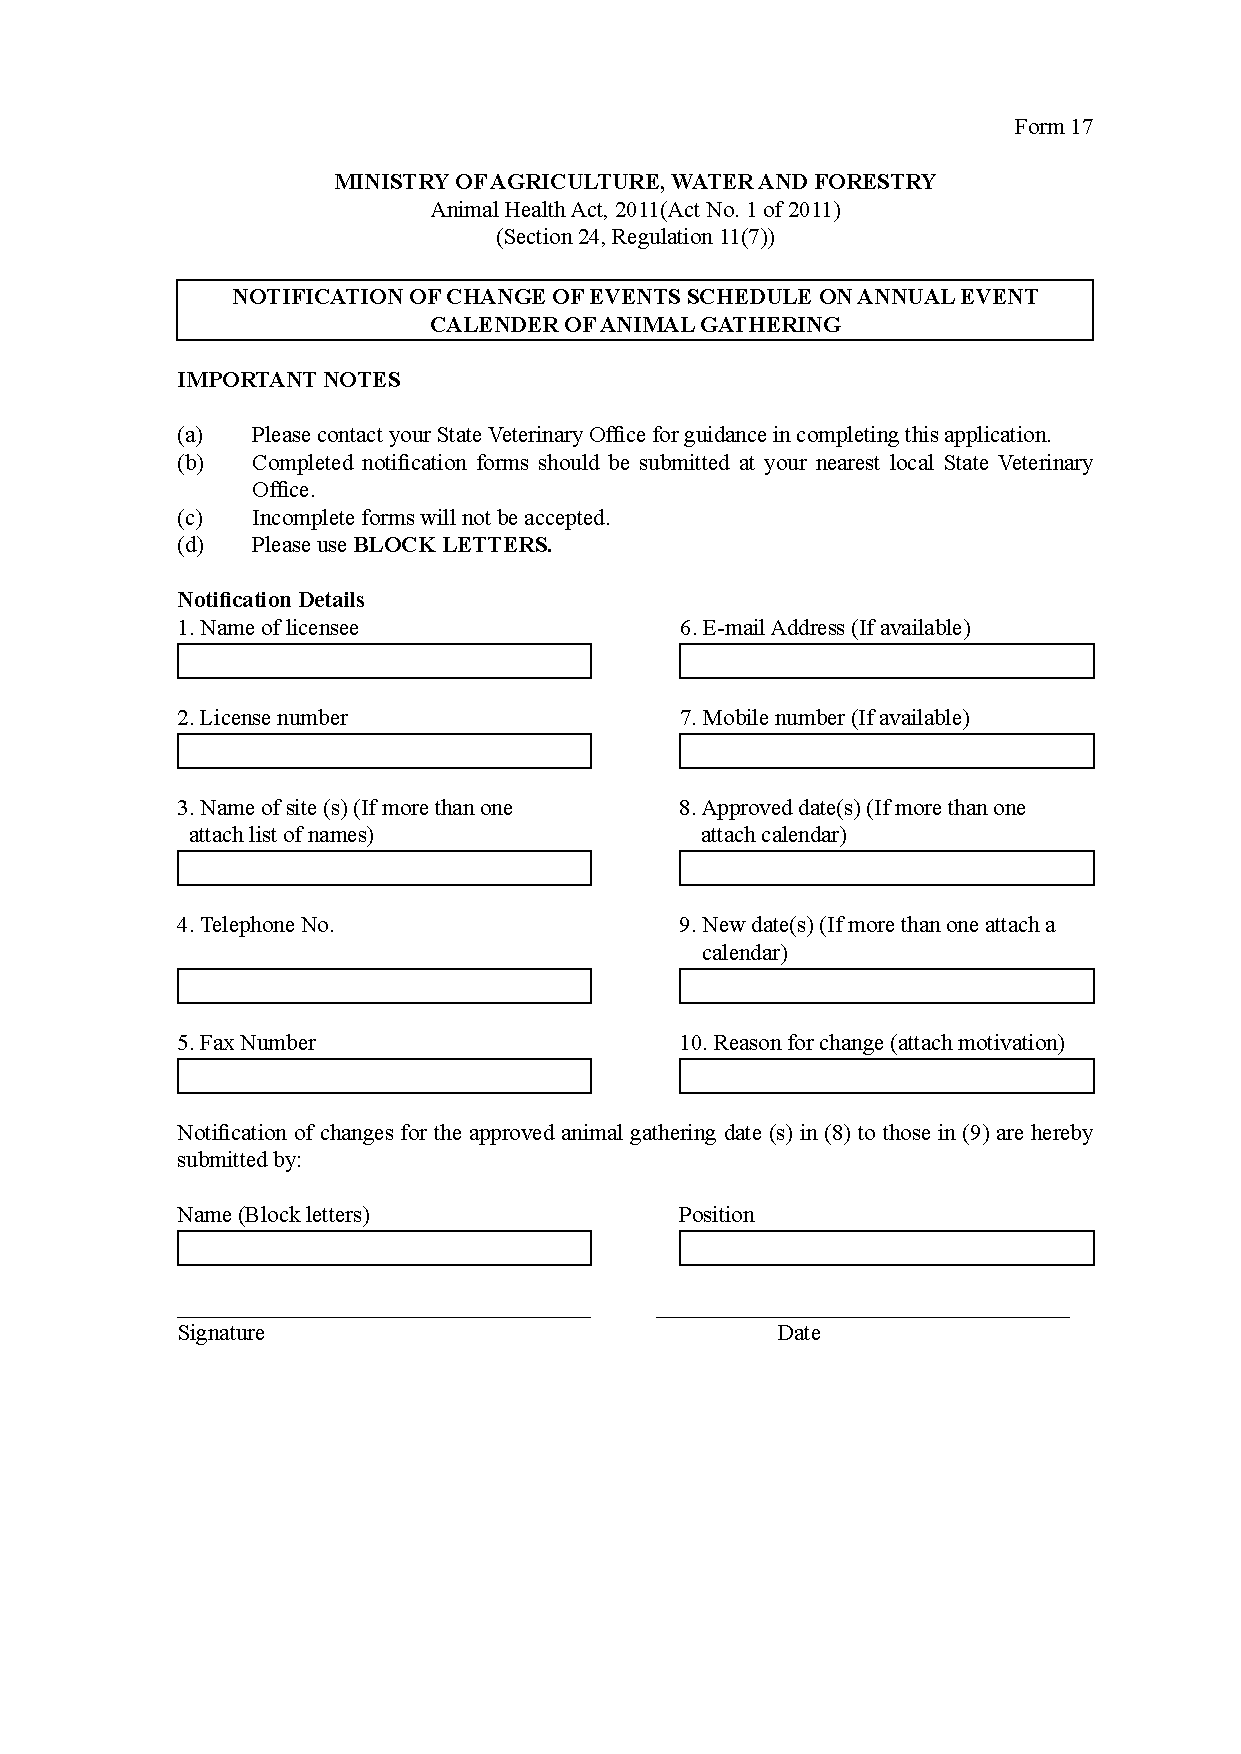 Form 17
MINISTRY OF AGRICULTURE, WATER AND FORESTRY
Animal Health Act, 2011(Act No. 1 of 2011)
(Section 24, Regulation 11(7))
NOTIFICATION OF CHANGE OF EVENTS SCHEDULE ON ANNUAL EVENT
CALENDER OF ANIMAL GATHERING
IMPORTANT NOTES
(a) Please contact your State Veterinary Office for guidance in completing this application.
(b) Completed notification forms should be submitted at your nearest local State Veterinary
Office.
(c) Incomplete forms will not be accepted.
(d) Please use BLOCK LETTERS.
Notification Details
1. Name of licensee
6. E-mail Address (If available)
2. License number
7. Mobile number (If available)
3. Name of site (s) (If more than one
attach list of names)
8. Approved date(s) (If more than one
attach calendar)
4. Telephone No.
9. New date(s) (If more than one attach a
calendar)
5. Fax Number
10. Reason for change (attach motivation)
Notification of changes for the approved animal gathering date (s) in (8) to those in (9) are hereby
submitted by:
Name (Block letters)
Position
Signature
Date